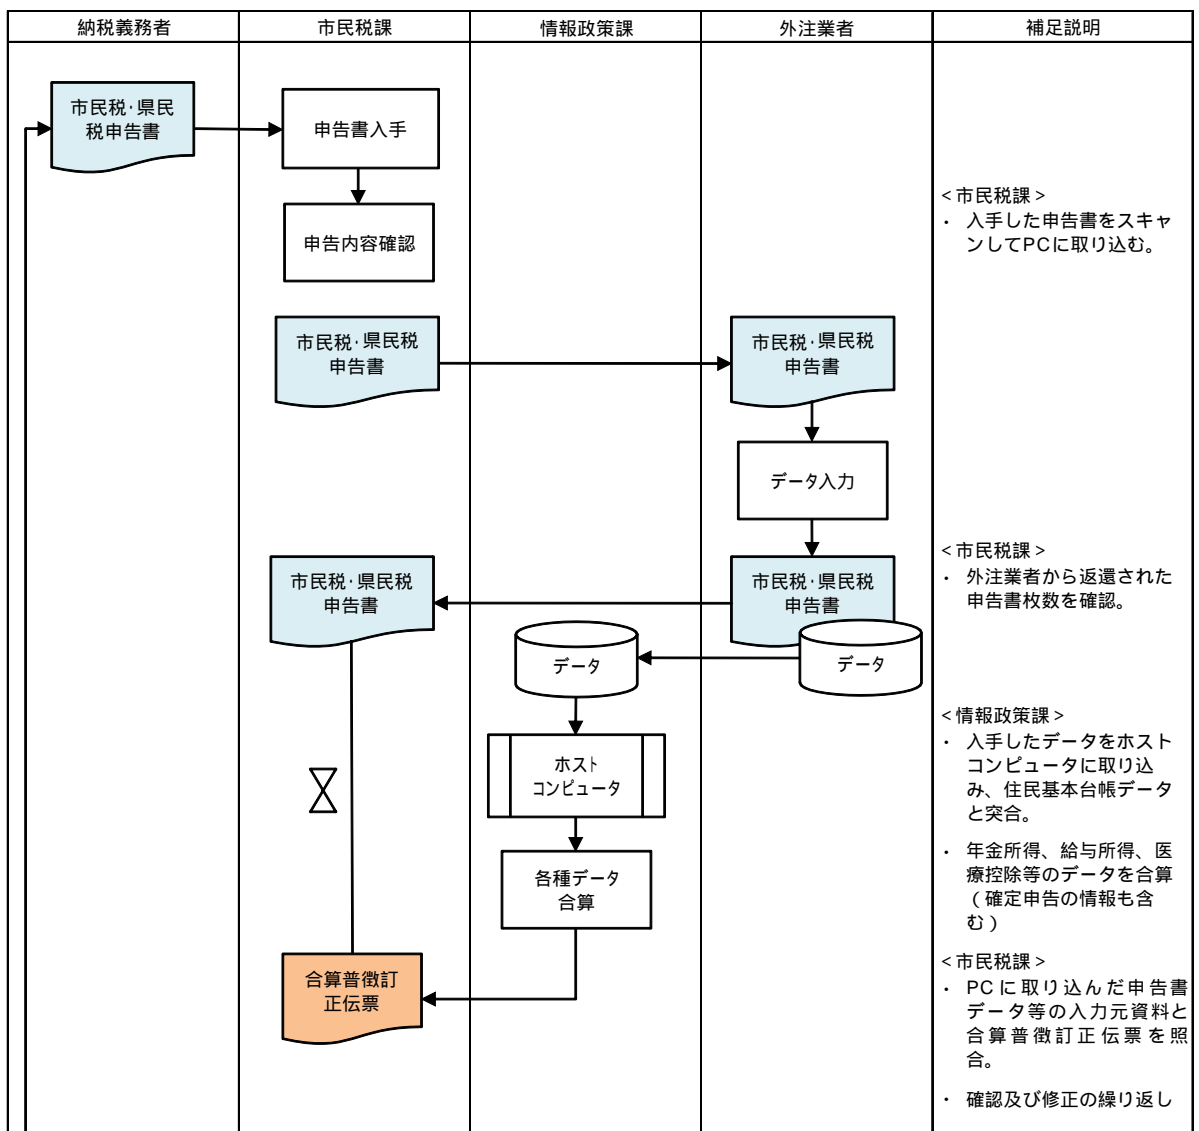 納税義務者
市民税課
情報政策課
外注業者
補足説明
市民税・県民
税申告書
申告書入手
申告内容確認
<市民税課>
・ 入手した申告書をスキャ
ンしてPCに取り込む。
市民税・県民税
申告書
市民税・県民税
申告書
データ入力
市民税・県民税
申告書
市民税・県民税
申告書
<市民税課>
・ 外注業者から返還された
申告書枚数を確認。
データ
データ
ホスト
コンピュータ
<情報政策課>
・ 入手したデータをホスト
コンピュータに取り込
み、住民基本台帳データ
と突合。
各種データ
合算
・ 年金所得、給与所得、医
療控除等のデータを合算
(確定申告の情報も含
む)
合算普徴訂
正伝票
<市民税課>
・ PCに取り込んだ申告書
データ等の入力元資料と
合算普徴訂正伝票を照
合。
・ 確認及び修正の繰り返し